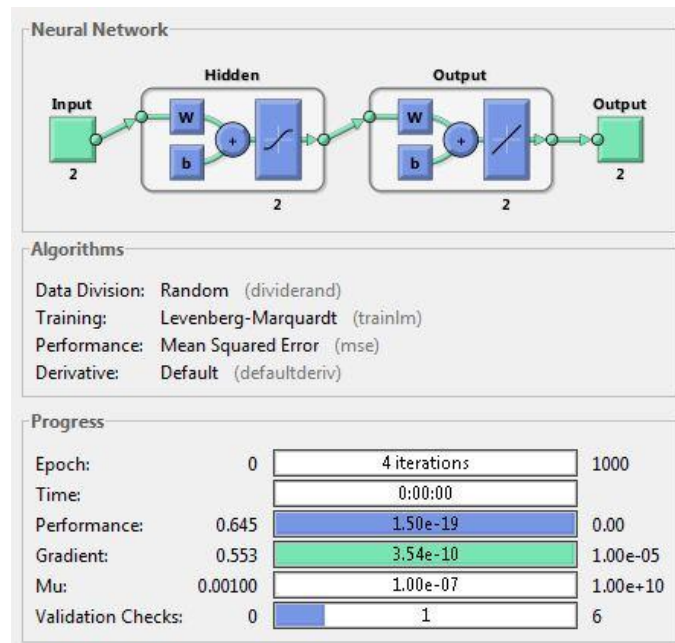 Neural Network
Hidden
Output
Input
Output
W
b
+
W
b
+
2
2
2
2
Algorithms
Data Division: Random (dividerand)
Training: Levenberg-Marquardt (trainlm)
Performance: Mean Squared Error (mse)
Derivative: Default (defaultderiv)
Progress
Epoch: 0 4 iterations 1000
Time: 0:00:00
Performance: 0.645 1.50e-19 0.00
Gradient: 0.553 3.54e-10 1.00e-05
Mu: 0.00100 1.00e-07 1.00e+10
Validation Checks: 0 1 6